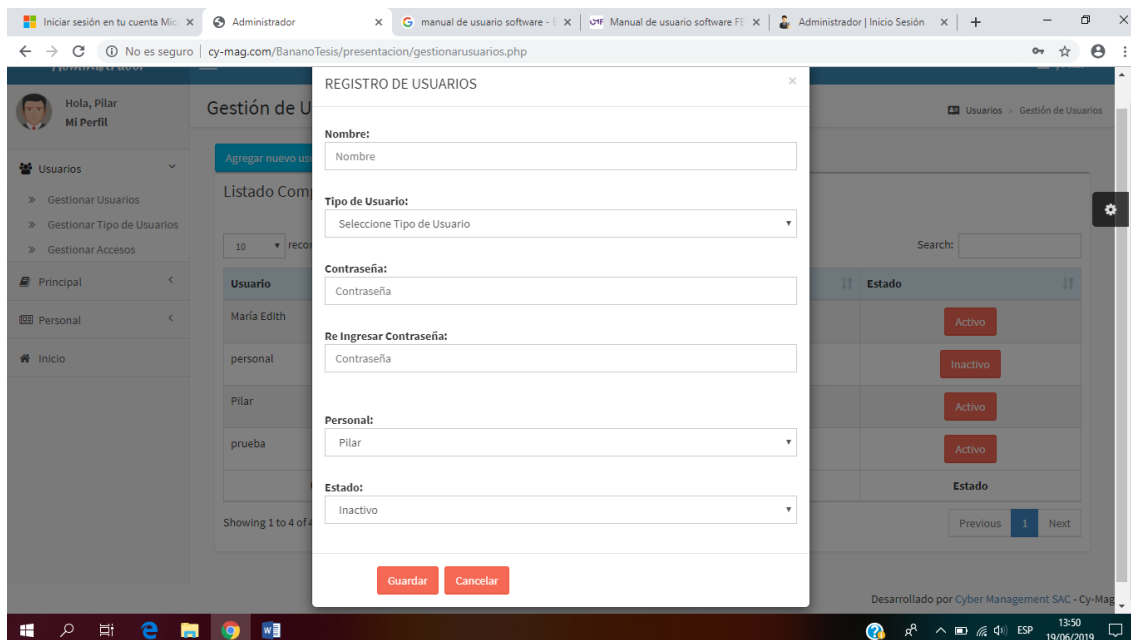 Iniciar sesión en tu cuenta Mic
Administrador
manual de usuario software -
Manual de usuario software FE
Administrador | Inicio Sesión
No es seguro | cy-mag.com/BananoTesis/presentacion/gestionarusuarios.php
Administrador
Hola, Pilar
Mi Perfil
Usuarios
Gestionar Usuarios
Gestionar Tipo de Usuarios
Gestionar Accesos
Principal
Personal
Inicio
Gestión de U
Usuarios > Gestión de Usuarios
Agregar nuevo usu
Listado Comp
10 recor
Search:
Usuario
Estado
María Edith
Activo
personal
Inactivo
Pilar
Activo
prueba
Activo
Estado
Showing 1 to 4 of 4
Previous 1 Next
REGISTRO DE USUARIOS ×
Nombre:
Nombre
Tipo de Usuario:
Seleccione Tipo de Usuario
Contraseña:
Contraseña
Re Ingresar Contraseña:
Contraseña
Personal:
Pilar
Estado:
Inactivo
Guardar Cancelar
Desarrollado por Cyber Management SAC - Cy-Mag
ESP
13:50
19/06/2019